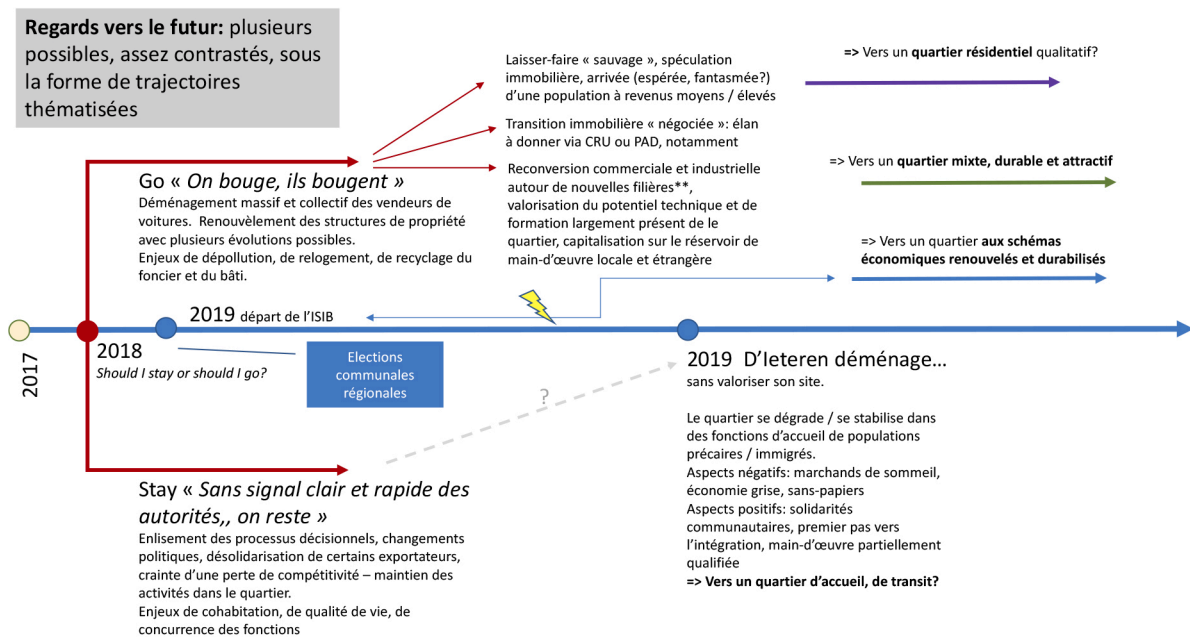 Regards vers le futur: plusieurs
possibles, assez contrastés, sous
la forme de trajectoires
thématisées
Laisser-faire « sauvage », spéculation
immobilière, arrivée (espérée, fantasmée?)
d’une population à revenus moyens / élevés
=> Vers un quartier résidentiel qualitatif?
Transition immobilière « négociée »: élan
à donner via CRU ou PAD, notamment
=> Vers un quartier mixte, durable et attractif
Reconversion commerciale et industrielle
autour de nouvelles filières**,
valorisation du potentiel technique et de
formation largement présent de le
quartier, capitalisation sur le réservoir de
main-d’œuvre locale et étrangère
=> Vers un quartier aux schémas
économiques renouvelés et durabilisés
Go « On bouge, ils bougent »
Déménagement massif et collectif des vendeurs de
voitures. Renouvèlement des structures de propriété
avec plusieurs évolutions possibles.
Enjeux de dépollution, de relogement, de recyclage du
foncier et du bâti.
2019 départ de l’ISIB
2017
2018
Should I stay or should I go?
Elections
communales
régionales
?
2019 D’Ieteren déménage…
sans valoriser son site.
Le quartier se dégrade / se stabilise dans
des fonctions d’accueil de populations
précaires / immigrés.
Aspects négatifs: marchands de sommeil,
économie grise, sans-papiers
Aspects positifs: solidarités
communautaires, premier pas vers
l’intégration, main-d’œuvre partiellement
qualifiée
=> Vers un quartier d’accueil, de transit?
Stay « Sans signal clair et rapide des
autorités,, on reste »
Enlisement des processus décisionnels, changements
politiques, désolidarisation de certains exportateurs,
crainte d’une perte de compétitivité – maintien des
activités dans le quartier.
Enjeux de cohabitation, de qualité de vie, de
concurrence des fonctions